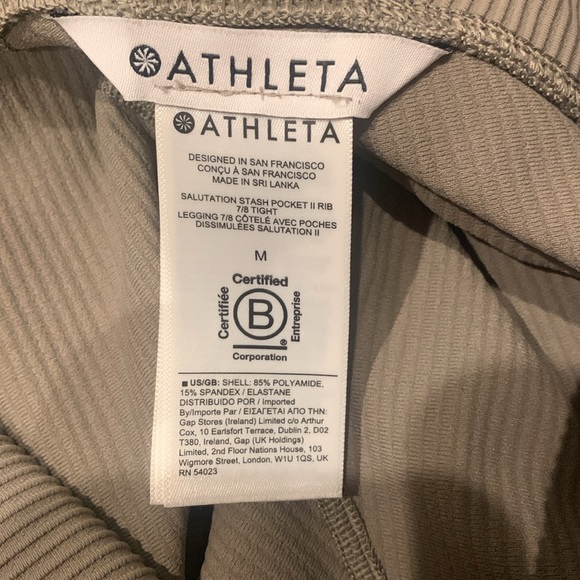 ATHLETA
ATHLETA
DESIGNED IN SAN FRANCISCO
CONÇU À SAN FRANCISCO
MADE IN SRI LANKA
SALUTATION STASH POCKET II RIB
7/8 TIGHT
LEGGING 7/8 CÔTELÉ AVEC POCHES
DISSIMULÉES SALUTATION II
M
Certified
Certifiée
B
Entreprise
®
Corporation
■ US/GB: SHELL: 85% POLYAMIDE,
15% SPANDEX / ELASTANE
DISTRIBUIDO POR / Imported
By/Importe Par / ΕΙΣΑΓΕΤΑΙ ΑΠΟ ΤΗΝ:
Gap Stores (Ireland) Limited c/o Arthur
Cox, 10 Earlsfort Terrace, Dublin 2, D02
T380, Ireland, Gap (UK Holdings)
Limited, 2nd Floor Nations House, 103
Wigmore Street, London, W1U 1QS, UK
RN 54023